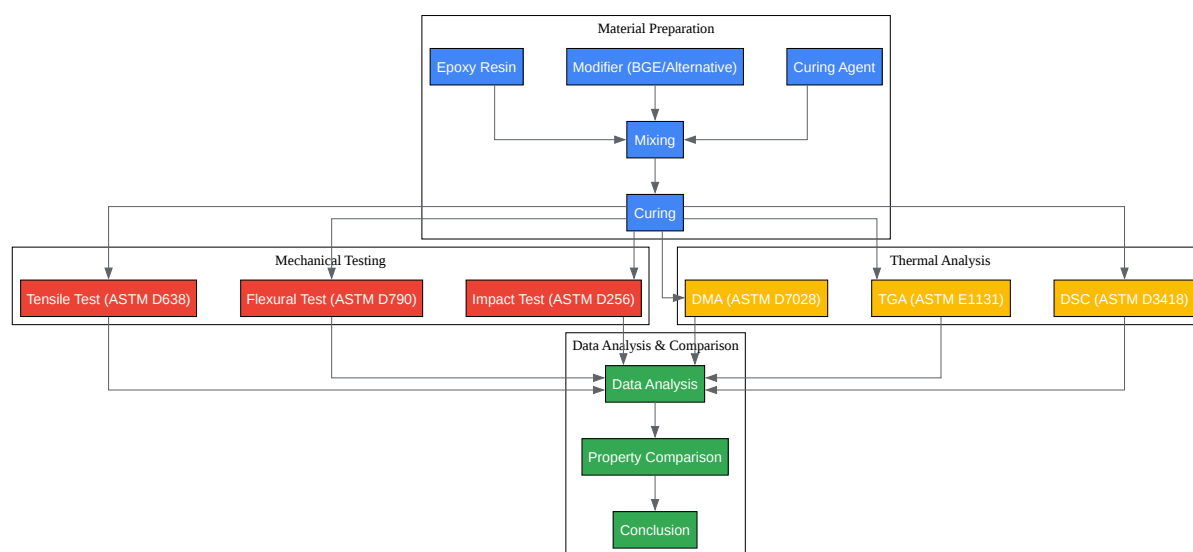 Material Preparation
Epoxy Resin
Modifier (BGE/Alternative)
Curing Agent
Mixing
Curing
Mechanical Testing
Thermal Analysis
Tensile Test (ASTM D638)
Flexural Test (ASTM D790)
Impact Test (ASTM D256)
DMA (ASTM D7028)
TGA (ASTM E1131)
DSC (ASTM D3418)
Data Analysis & Comparison
Data Analysis
Property Comparison
Conclusion